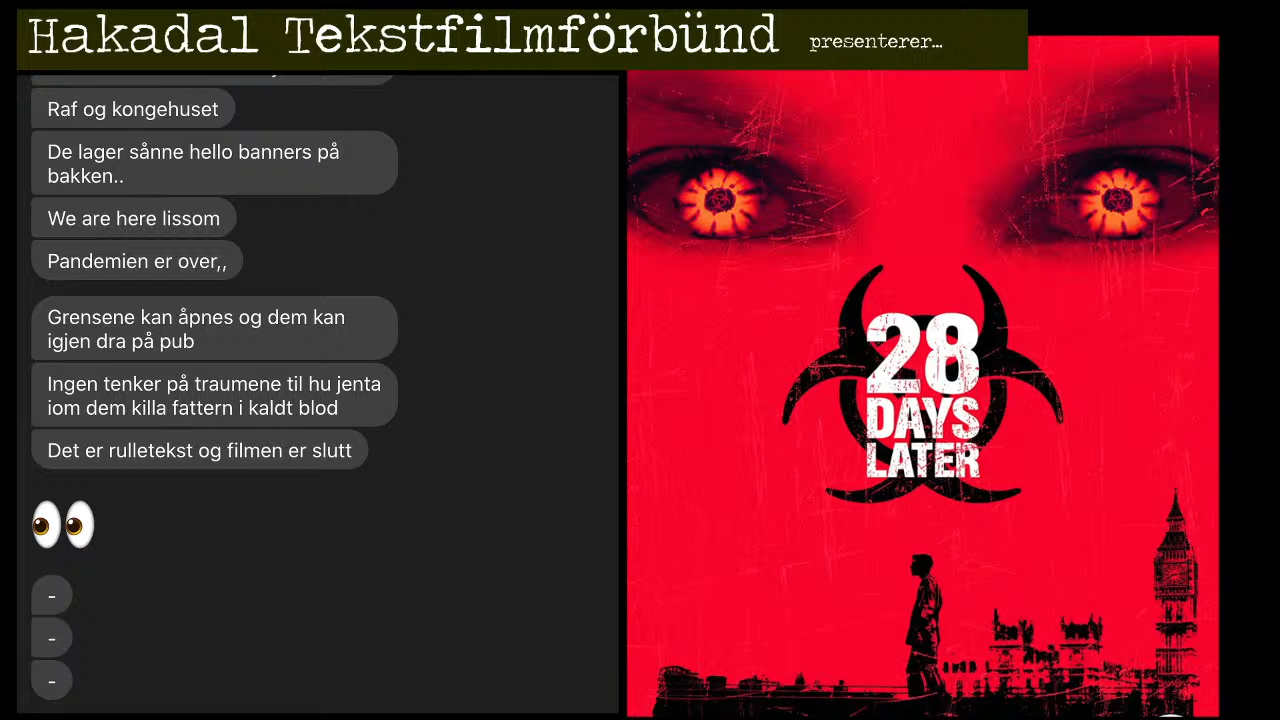 Hakadal Tekstfilmförbünd presenterer…
Raf og kongehuset
De lager sånne hello banners på
bakken..
We are here lissom
Pandemien er over,,
Grensene kan åpnes og dem kan
igjen dra på pub
Ingen tenker på traumene til hu jenta
iom dem killa fattern i kaldt blod
Det er rulletekst og filmen er slutt
-
-
-
28
DAYS
LATER